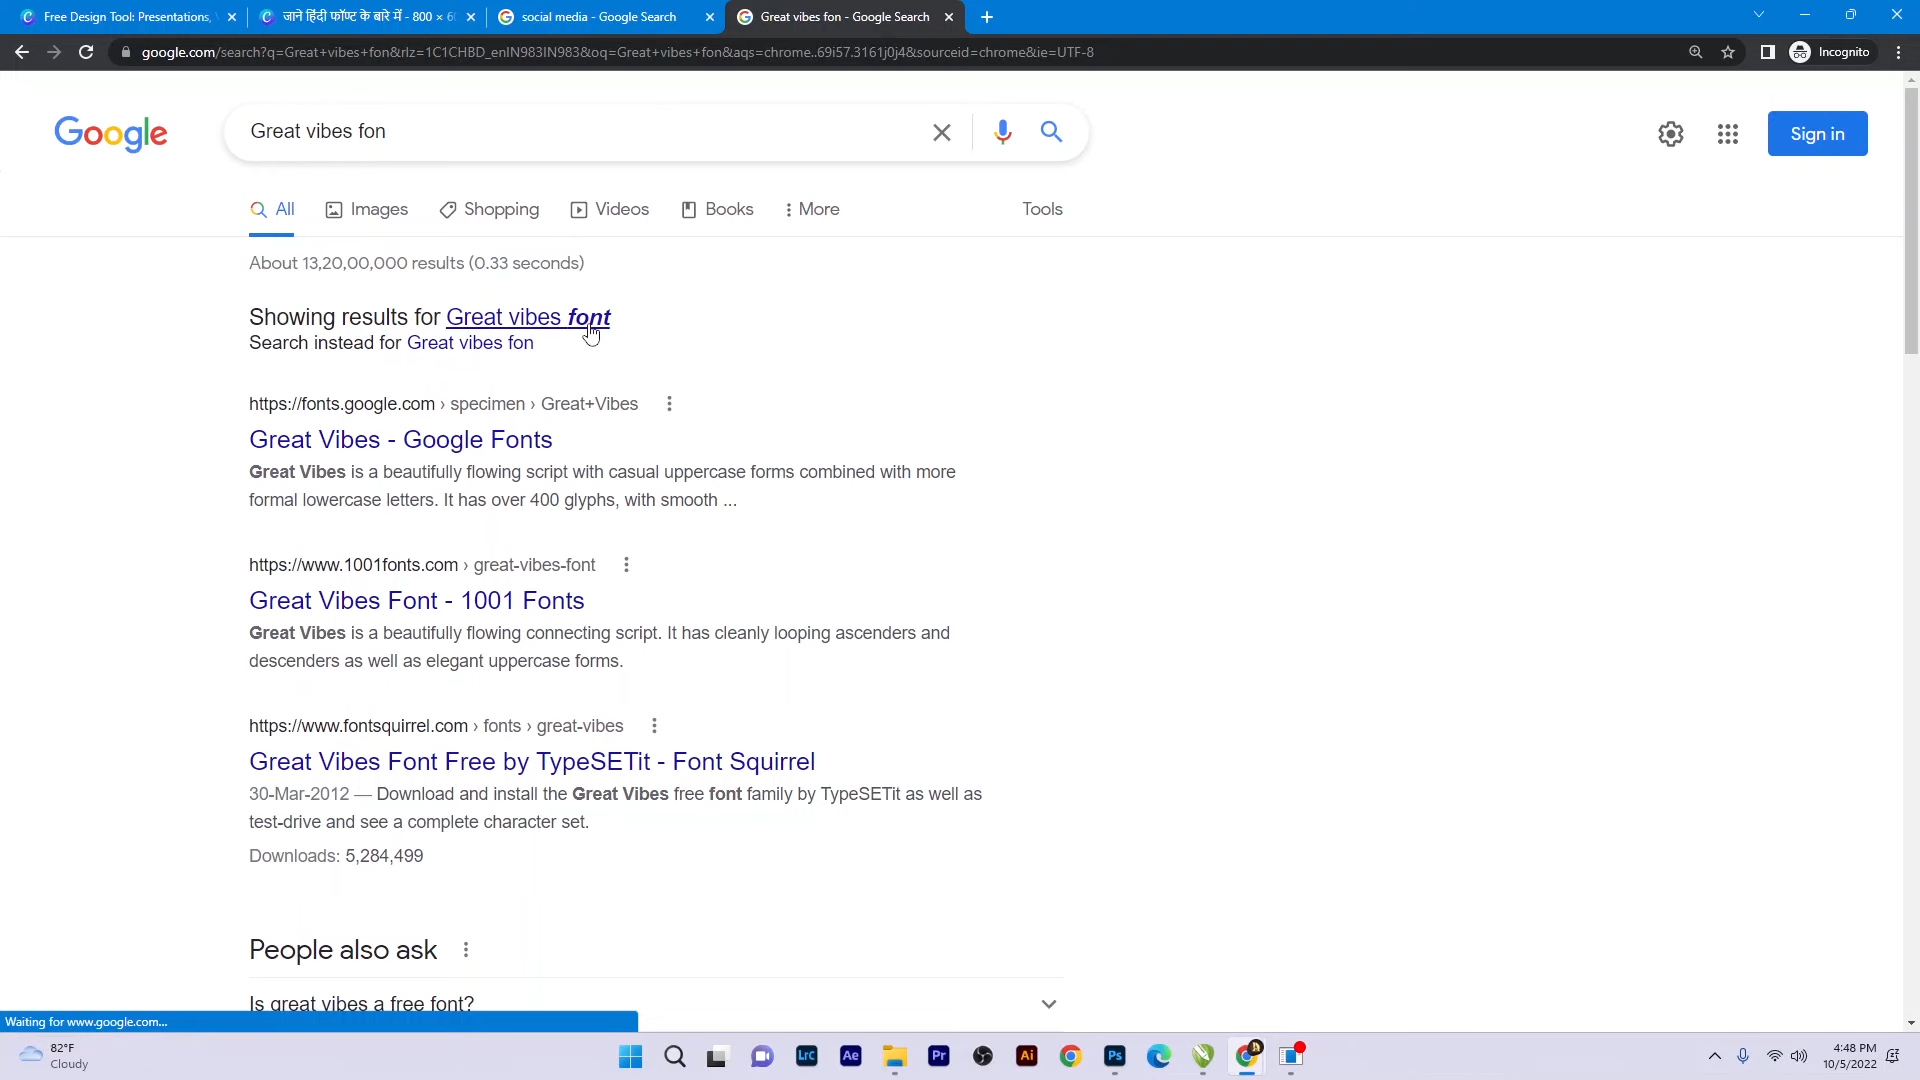 Free Design Tool: Presentations,
जाने हिंदी फॉण्ट के बारे में - 800 × 60
social media - Google Search
Great vibes fon - Google Search
google.com/search?q=Great+vibes+fon&rlz=1C1CHBD_enIN983IN983&oq=Great+vibes+fon&aqs=chrome..69i57.3161j0j4&sourceid=chrome&ie=UTF-8
Incognito
Google
Great vibes fon
Sign in
All
Images
Shopping
Videos
Books
More
Tools
About 13,20,00,000 results (0.33 seconds)
Showing results for Great vibes font
Search instead for Great vibes fon
https://fonts.google.com › specimen › Great+Vibes
Great Vibes - Google Fonts
Great Vibes is a beautifully flowing script with casual uppercase forms combined with more
formal lowercase letters. It has over 400 glyphs, with smooth ...
https://www.1001fonts.com › great-vibes-font
Great Vibes Font - 1001 Fonts
Great Vibes is a beautifully flowing connecting script. It has cleanly looping ascenders and
descenders as well as elegant uppercase forms.
https://www.fontsquirrel.com › fonts › great-vibes
Great Vibes Font Free by TypeSETit - Font Squirrel
30-Mar-2012 — Download and install the Great Vibes free font family by TypeSETit as well as
test-drive and see a complete character set.
Downloads: 5,284,499
People also ask
Is great vibes a free font?
Waiting for www.google.com...
82°F
Cloudy
Lrc
Ae
Pr
Ai
Ps
4:48 PM
10/5/2022